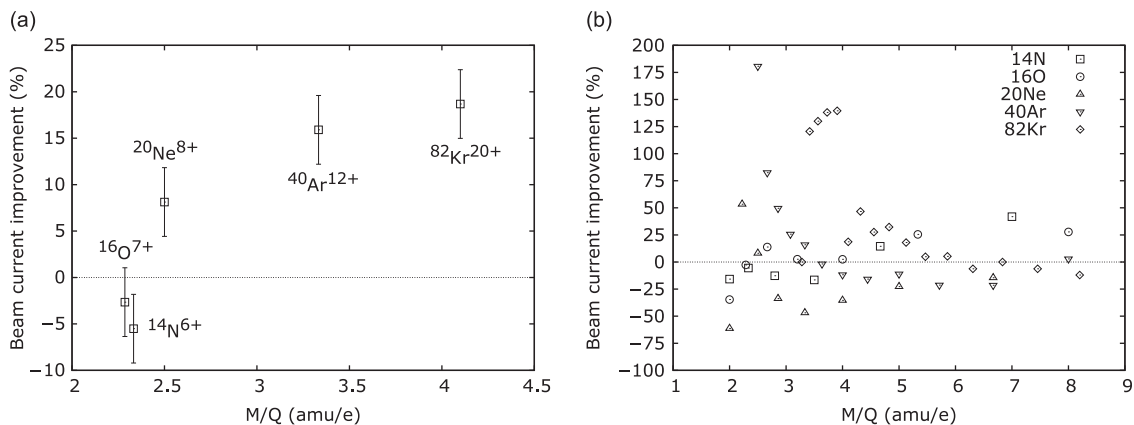 (a)
Beam current improvement (%)
25
20
15
10
5
0
−5
−10
2
2.5
3
3.5
4
4.5
M/Q (amu/e)
16O7+
14N6+
20Ne8+
40Ar12+
82Kr20+
(b)
Beam current improvement (%)
200
175
150
125
100
75
50
25
0
−25
−50
−75
−100
1
2
3
4
5
6
7
8
9
M/Q (amu/e)
14N
16O
20Ne
40Ar
82Kr